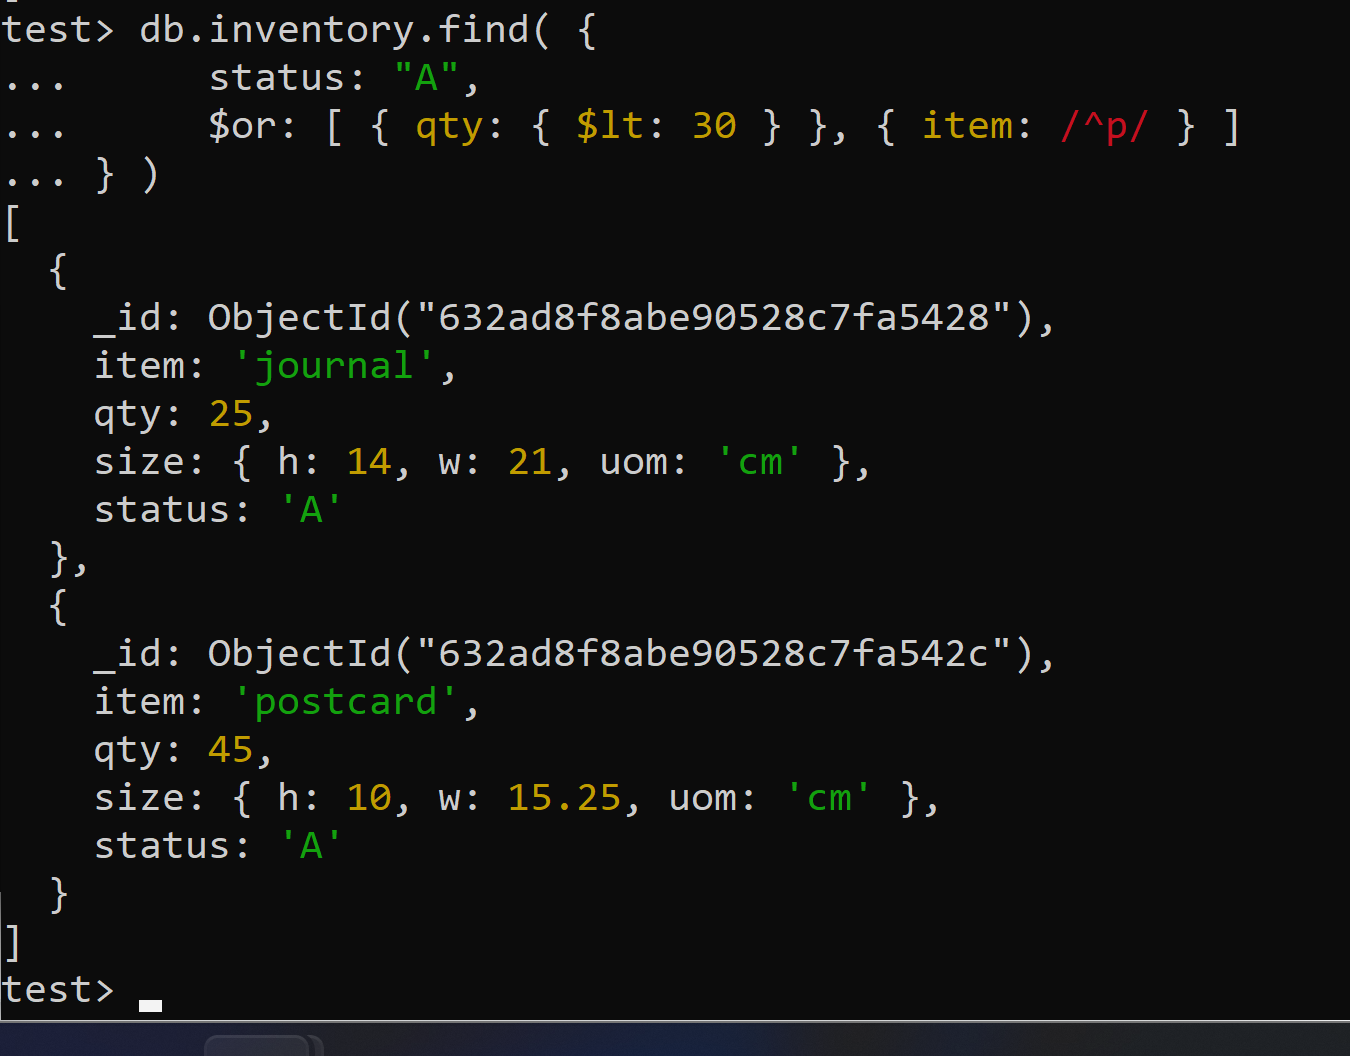 test> db.inventory.find( {
...      status: "A",
...      $or: [ { qty: { $lt: 30 } }, { item: /^p/ } ]
... } )
[
  {
    _id: ObjectId("632ad8f8abe90528c7fa5428"),
    item: 'journal',
    qty: 25,
    size: { h: 14, w: 21, uom: 'cm' },
    status: 'A'
  },
  {
    _id: ObjectId("632ad8f8abe90528c7fa542c"),
    item: 'postcard',
    qty: 45,
    size: { h: 10, w: 15.25, uom: 'cm' },
    status: 'A'
  }
]
test>